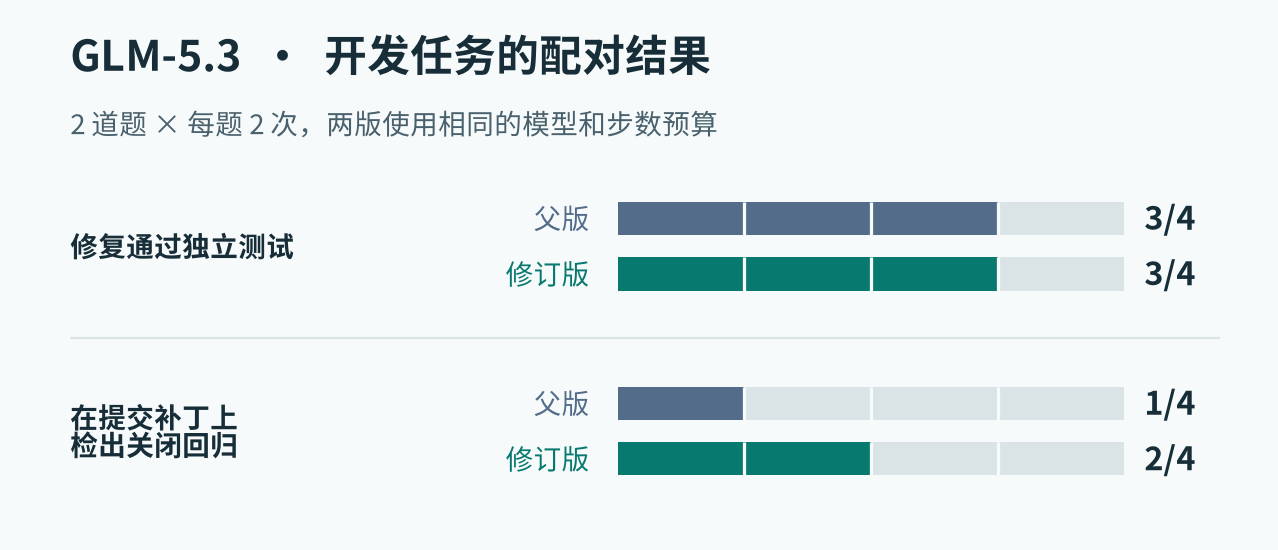 GLM-5.3 · 开发任务的配对结果
2 道题 × 每题 2 次，两版使用相同的模型和步数预算
修复通过独立测试
父版 3/4
修订版 3/4
在提交补丁上
检出关闭回归
父版 1/4
修订版 2/4